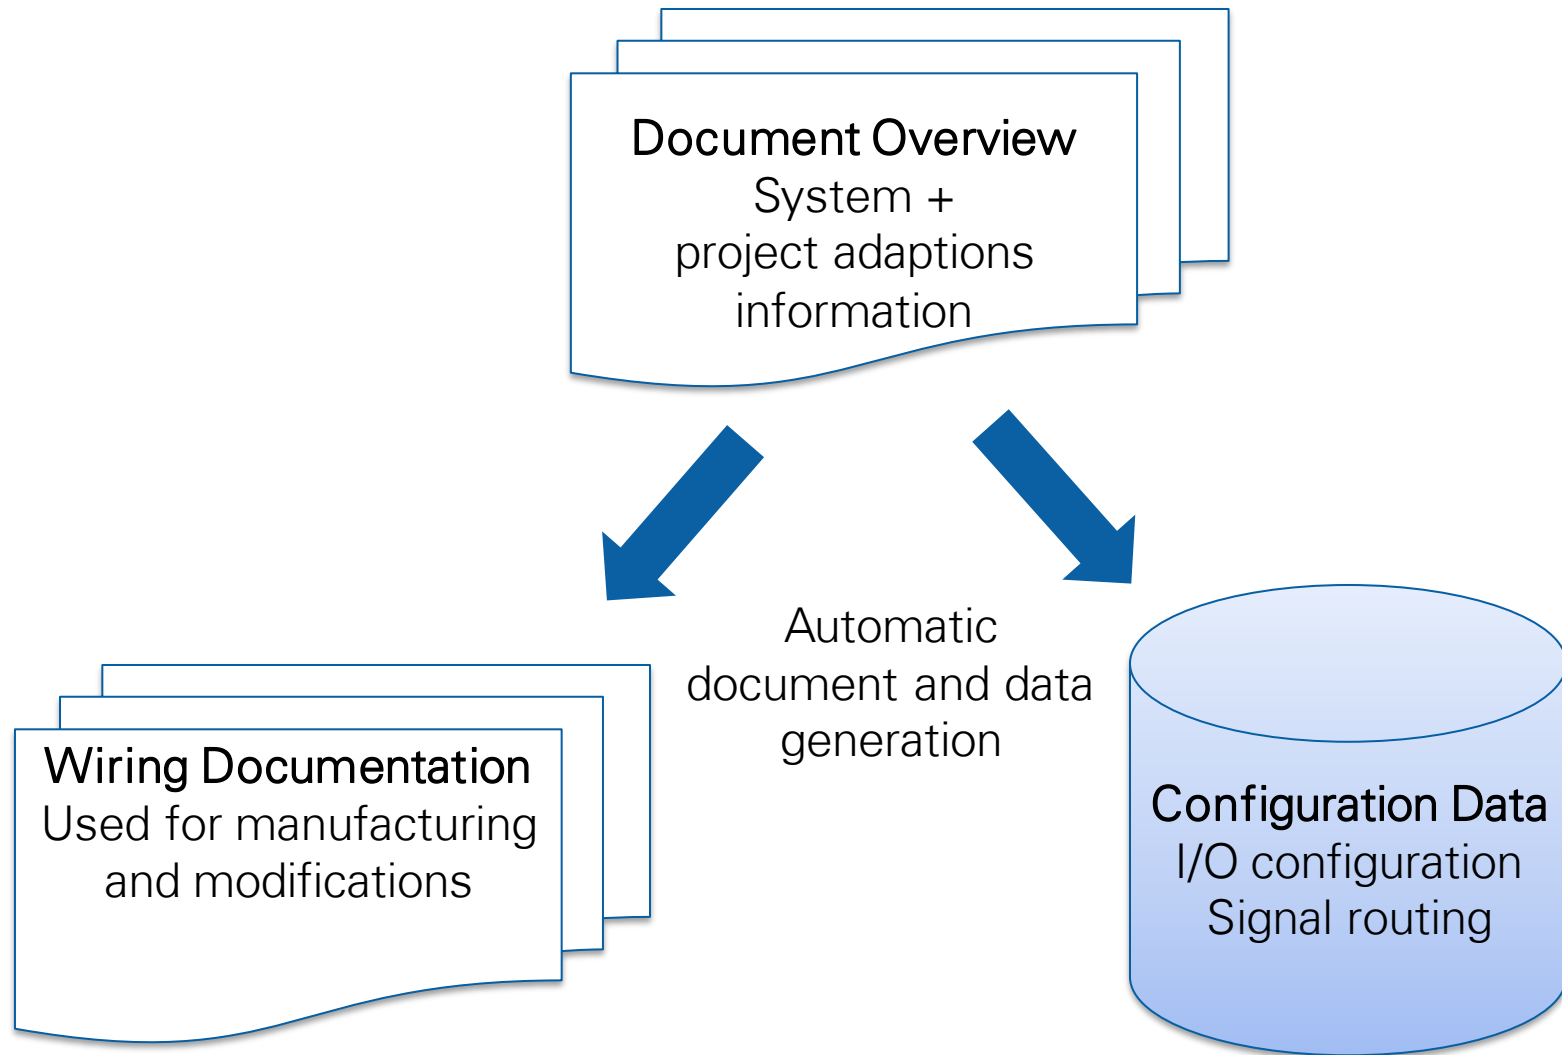 Document Overview
System +
project adaptions
information
Automatic
document and data
generation
Wiring Documentation
Used for manufacturing
and modifications
Configuration Data
I/O configuration
Signal routing